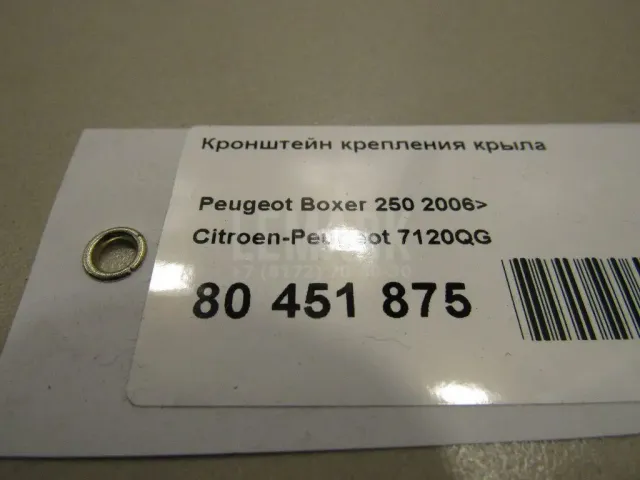 Кронштейн крепления крыла
Peugeot Boxer 250 2006>
Citroen-Peugeot 7120QG
80 451 875